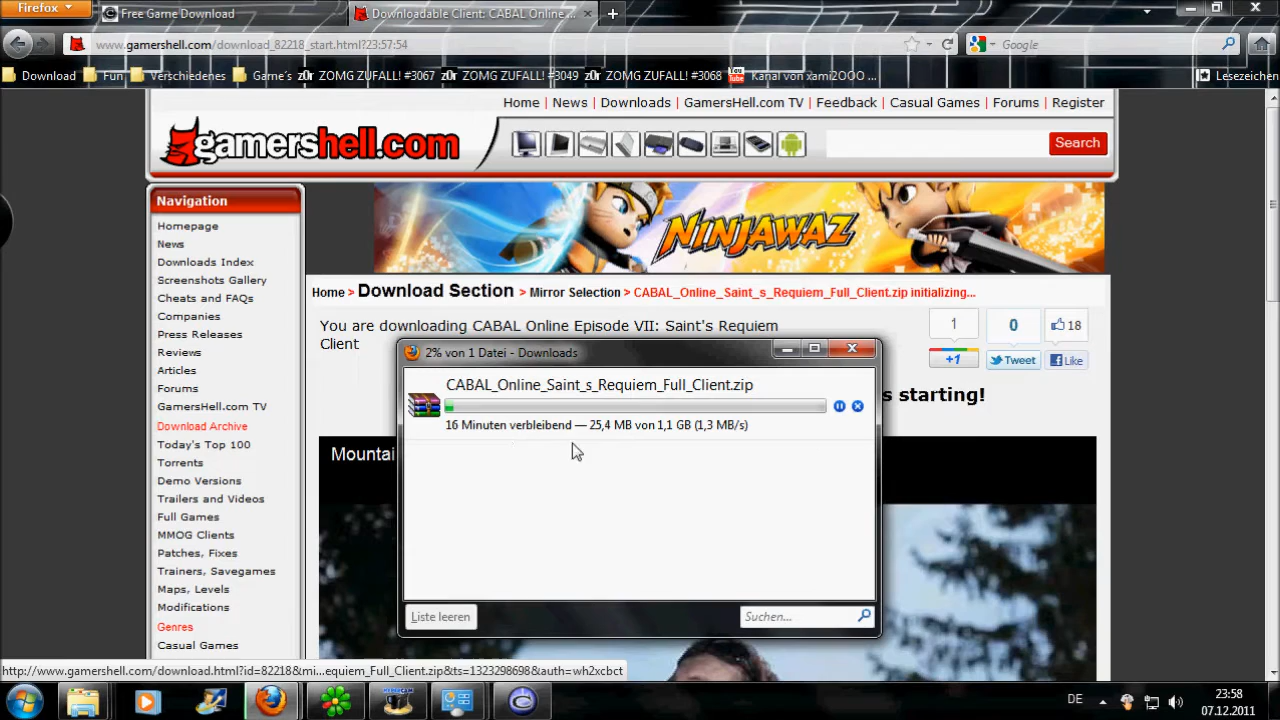 Firefox
Free Game Download
Downloadable Client: CABAL Online ...
www.gamershell.com/download_82218_start.html?23:57:54
Google
Download
Fun
Verschiedenes
Game's
z0r ZOMG ZUFALL! #3067
z0r ZOMG ZUFALL! #3049
z0r ZOMG ZUFALL! #3068
You Tube
Kanal von xami2OOO ...
Lesezeichen
Home | News | Downloads | GamersHell.com TV | Feedback | Casual Games | Forums | Register
gamershell.com
Search
Navigation
Homepage
News
Downloads Index
Screenshots Gallery
Cheats and FAQs
Companies
Press Releases
Reviews
Articles
Forums
GamersHell.com TV
Download Archive
Today's Top 100
Torrents
Demo Versions
Trailers and Videos
Full Games
MMOG Clients
Patches, Fixes
Trainers, Savegames
Maps, Levels
Modifications
Genres
Casual Games
NINJAWAZ
Home > Download Section > Mirror Selection > CABAL_Online_Saint_s_Requiem_Full_Client.zip initializing...
You are downloading CABAL Online Episode VII: Saint's Requiem
Client
1
0
18
+1
Tweet
Like
s starting!
Mountai
2% von 1 Datei - Downloads
CABAL_Online_Saint_s_Requiem_Full_Client.zip
16 Minuten verbleibend — 25,4 MB von 1,1 GB (1,3 MB/s)
Liste leeren
Suchen...
http://www.gamershell.com/download.html?id=82218&mi...equiem_Full_Client.zip&ts=1323298698&auth=wh2xcbct
HYPERCAM
DE
23:58
07.12.2011